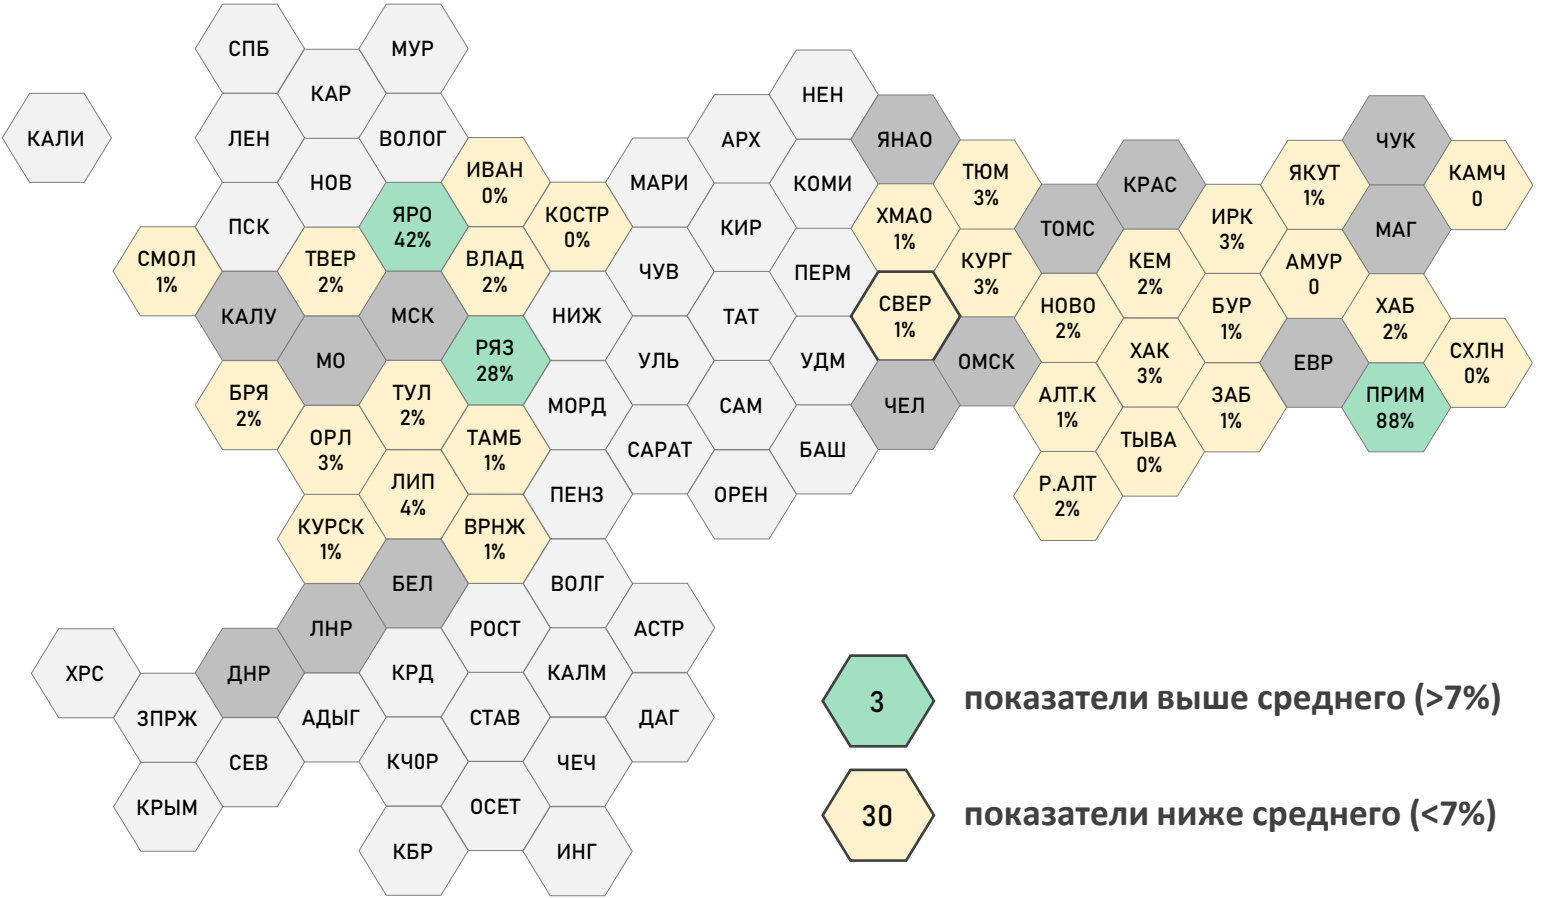 СПБ
МУР
КАР
НЕН
КАЛИ
ЛЕН
ВОЛОГ
АРХ
ЯНАО
ЧУК
НОВ
ИВАН
0%
МАРИ
КОМИ
ТЮМ
3%
КРАС
ЯКУТ
1%
КАМЧ
0
ПСК
ЯРО
42%
КОСТР
0%
КИР
ХМАО
1%
ТОМС
ИРК
3%
МАГ
СМОЛ
1%
ТВЕР
2%
ВЛАД
2%
ЧУВ
ПЕРМ
КУРГ
3%
КЕМ
2%
АМУР
0
КАЛУ
МСК
НИЖ
ТАТ
СВЕР
1%
НОВО
2%
БУР
1%
ХАБ
2%
МО
РЯЗ
28%
УЛЬ
УДМ
ОМСК
ХАК
3%
ЕВР
СХЛН
0%
БРЯ
2%
ТУЛ
2%
МОРД
САМ
ЧЕЛ
АЛТ.К
1%
ЗАБ
1%
ПРИМ
88%
ОРЛ
3%
ТАМБ
1%
САРАТ
БАШ
ТЫВА
0%
ЛИП
4%
ПЕНЗ
ОРЕН
Р.АЛТ
2%
КУРСК
1%
ВРНЖ
1%
БЕЛ
ВОЛГ
ЛНР
РОСТ
АСТР
ХРС
ДНР
КРД
КАЛМ
ЗПРЖ
АДЫГ
СТАВ
ДАГ
СЕВ
КЧ0Р
ЧЕЧ
КРЫМ
ОСЕТ
КБР
ИНГ
3
показатели выше среднего (>7%)
30
показатели ниже среднего (<7%)